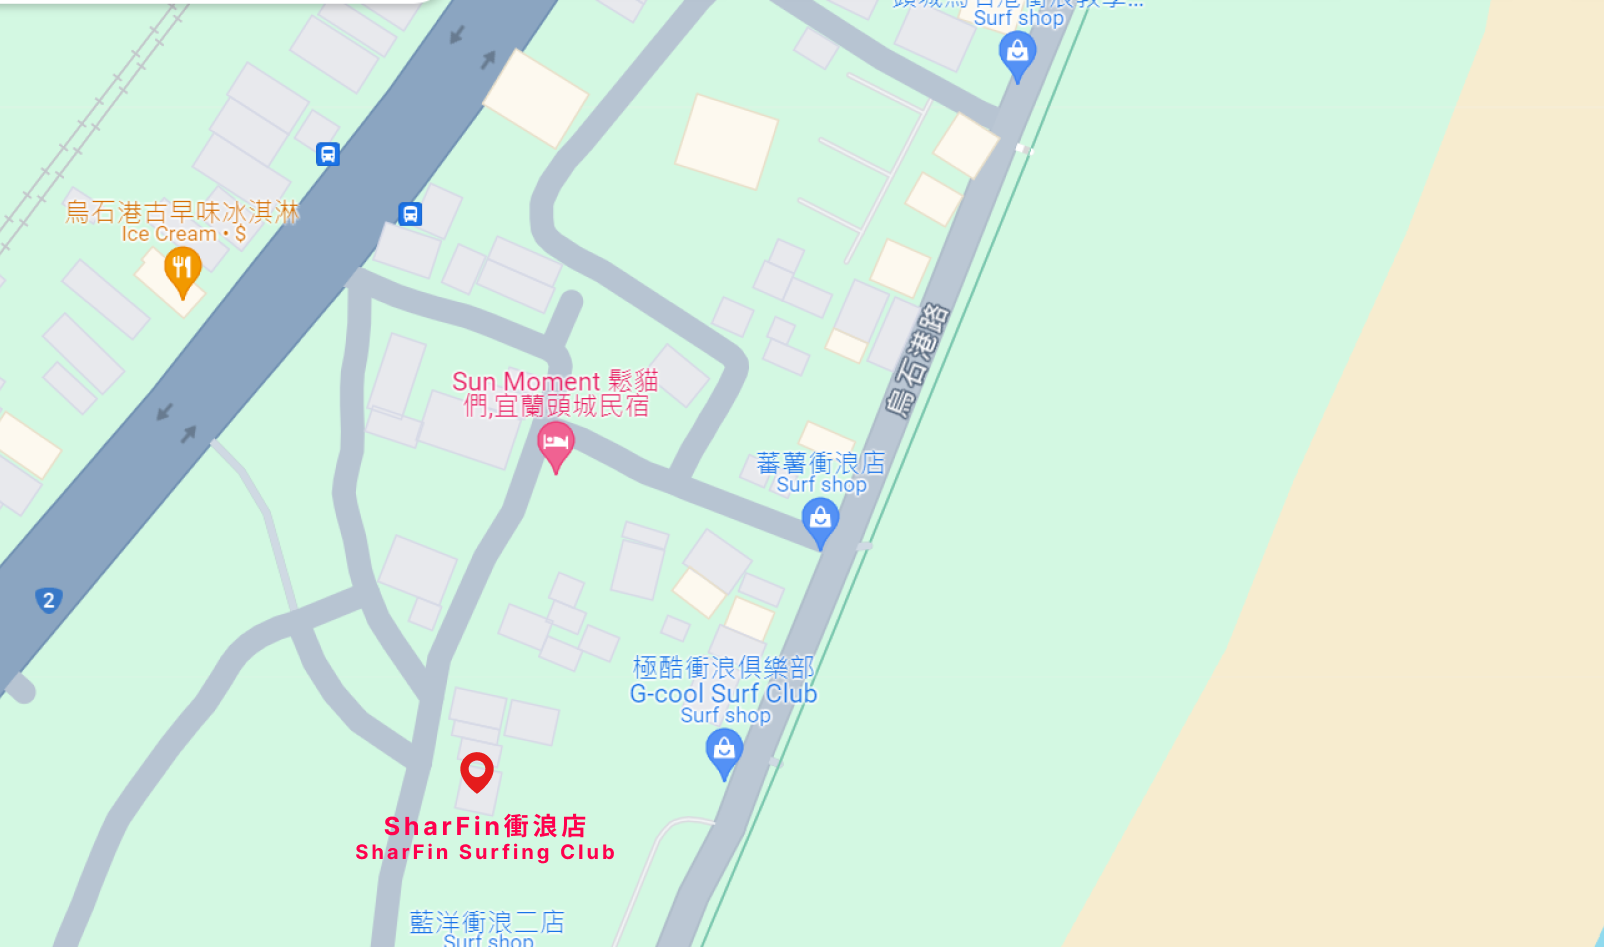 Surf shop
烏石港古早味冰淇淋
Ice Cream • $
烏石港路
Sun Moment 鬆貓
們,宜蘭頭城民宿
蕃薯衝浪店
Surf shop
2
極酷衝浪俱樂部
G-cool Surf Club
Surf shop
SharFin衝浪店
SharFin Surfing Club
藍洋衝浪二店
Surf shop